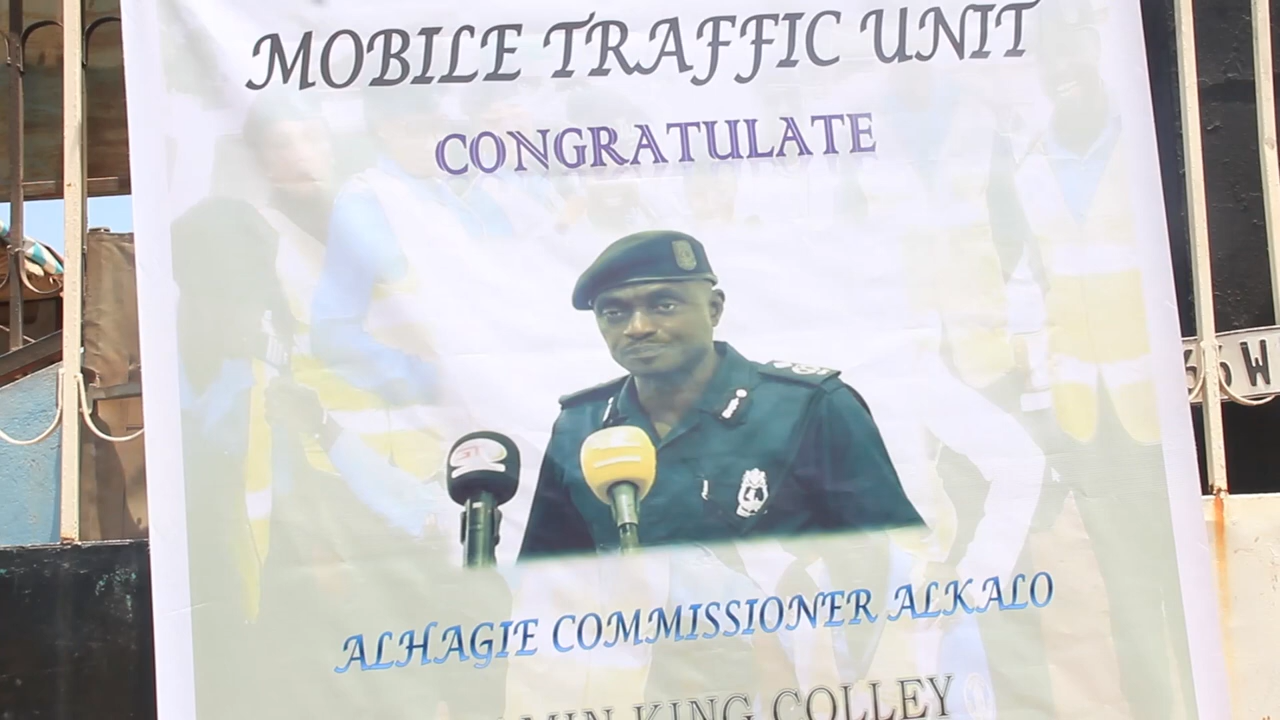 MOBILE TRAFFIC UNIT
CONGRATULATE
ALHAGIE COMMISSIONER ALKALO
KING COLLEY